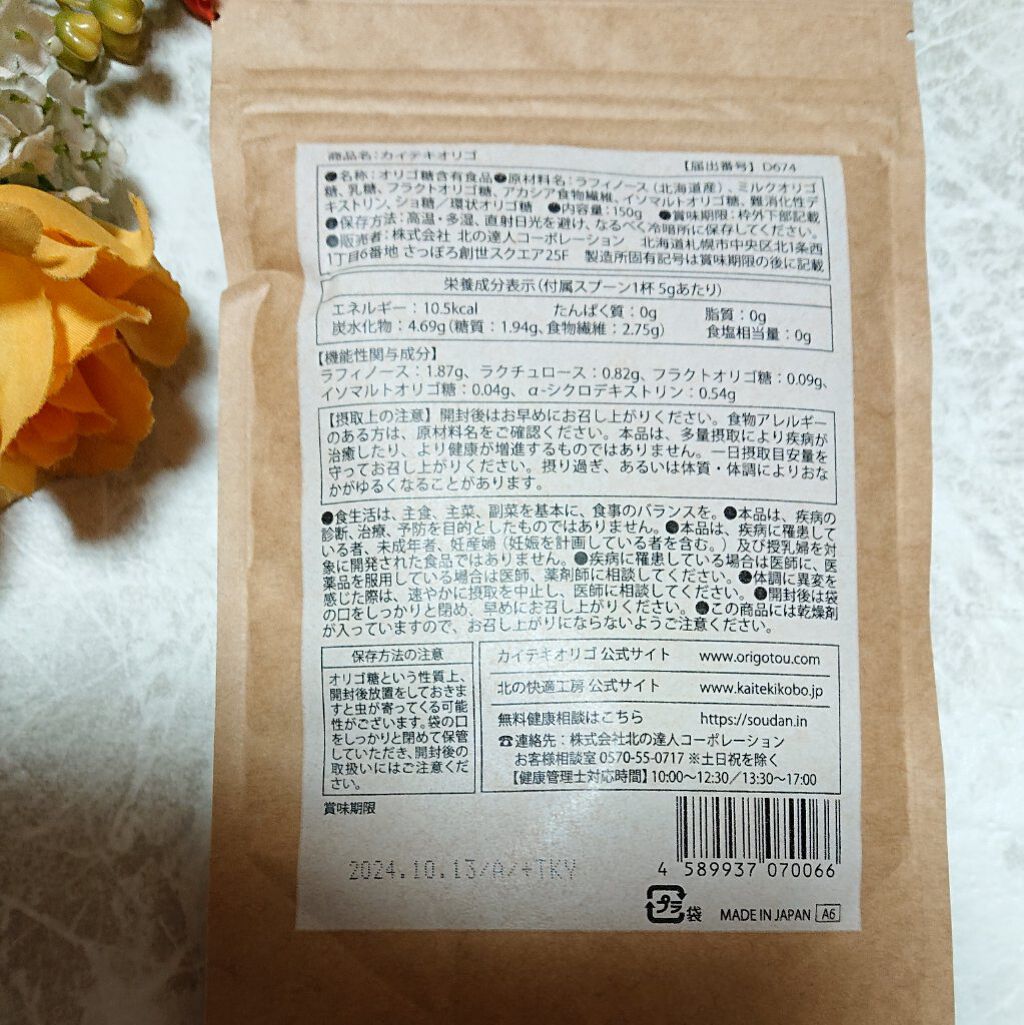 商品名:カイテキオリゴ 【届出番号】D674
●名称:オリゴ糖含有食品●原材料名:ラフィノース(北海道産)、ミルクオリゴ
糖、乳糖、フラクトオリゴ糖、アカシア食物繊維、イソマルトオリゴ糖、難消化性デ
キストリン、ショ糖/環状オリゴ糖 ●内容量:150g ●賞味期限:枠外下部記載
●保存方法:高温・多湿、直射日光を避け、なるべく冷暗所に保存してください。
●販売者:株式会社 北の達人コーポレーション 北海道札幌市中央区北1条西
1丁目6番地 さっぽろ創世スクエア25F 製造所固有記号は賞味期限の後に記載
栄養成分表示(付属スプーン1杯 5gあたり)
エネルギー:10.5kcal たんぱく質:0g 脂質:0g
炭水化物:4.69g(糖質:1.94g、食物繊維:2.75g) 食塩相当量:0g
【機能性関与成分】
ラフィノース:1.87g、ラクチュロース:0.82g、フラクトオリゴ糖:0.09g、
イソマルトオリゴ糖:0.04g、α-シクロデキストリン:0.54g
【摂取上の注意】開封後はお早めにお召し上がりください。食物アレルギー
のある方は、原材料名をご確認ください。本品は、多量摂取により疾病が
治癒したり、より健康が増進するものではありません。一日摂取目安量を
守ってお召し上がりください。摂り過ぎ、あるいは体質・体調によりおな
かがゆるくなることがあります。
●食生活は、主食、主菜、副菜を基本に、食事のバランスを。●本品は、疾病の
診断、治療、予防を目的としたものではありません。●本品は、疾病に罹患して
いる者、未成年者、妊産婦(妊娠を計画している者を含む。)及び授乳婦を対
象に開発された食品ではありません。●疾病に罹患している場合は医師に、医
薬品を服用している場合は医師、薬剤師に相談してください。●体調に異変を
感じた際は、速やかに摂取を中止し、医師に相談してください。●開封後は袋
の口をしっかりと閉め、早めにお召し上がりください。●この商品には乾燥剤
が入っていますので、お召し上がりにならないようご注意ください。
保存方法の注意
オリゴ糖という性質上、
開封後放置をしておきま
すと虫が寄ってくる可能
性がございます。袋の口
をしっかりと閉めて保管
していただき、開封後の
取扱いにはご注意くだ
さい。
カイテキオリゴ 公式サイト www.origotou.com
北の快適工房 公式サイト www.kaitekikobo.jp
無料健康相談はこちら https://soudan.in
☎連絡先:株式会社北の達人コーポレーション
お客様相談室 0570-55-0717 ※土日祝を除く
【健康管理士対応時間】10:00〜12:30/13:30〜17:00
賞味期限
2024.10.13/A/+TKY
4 589937 070066
プラ 袋 MADE IN JAPAN A6